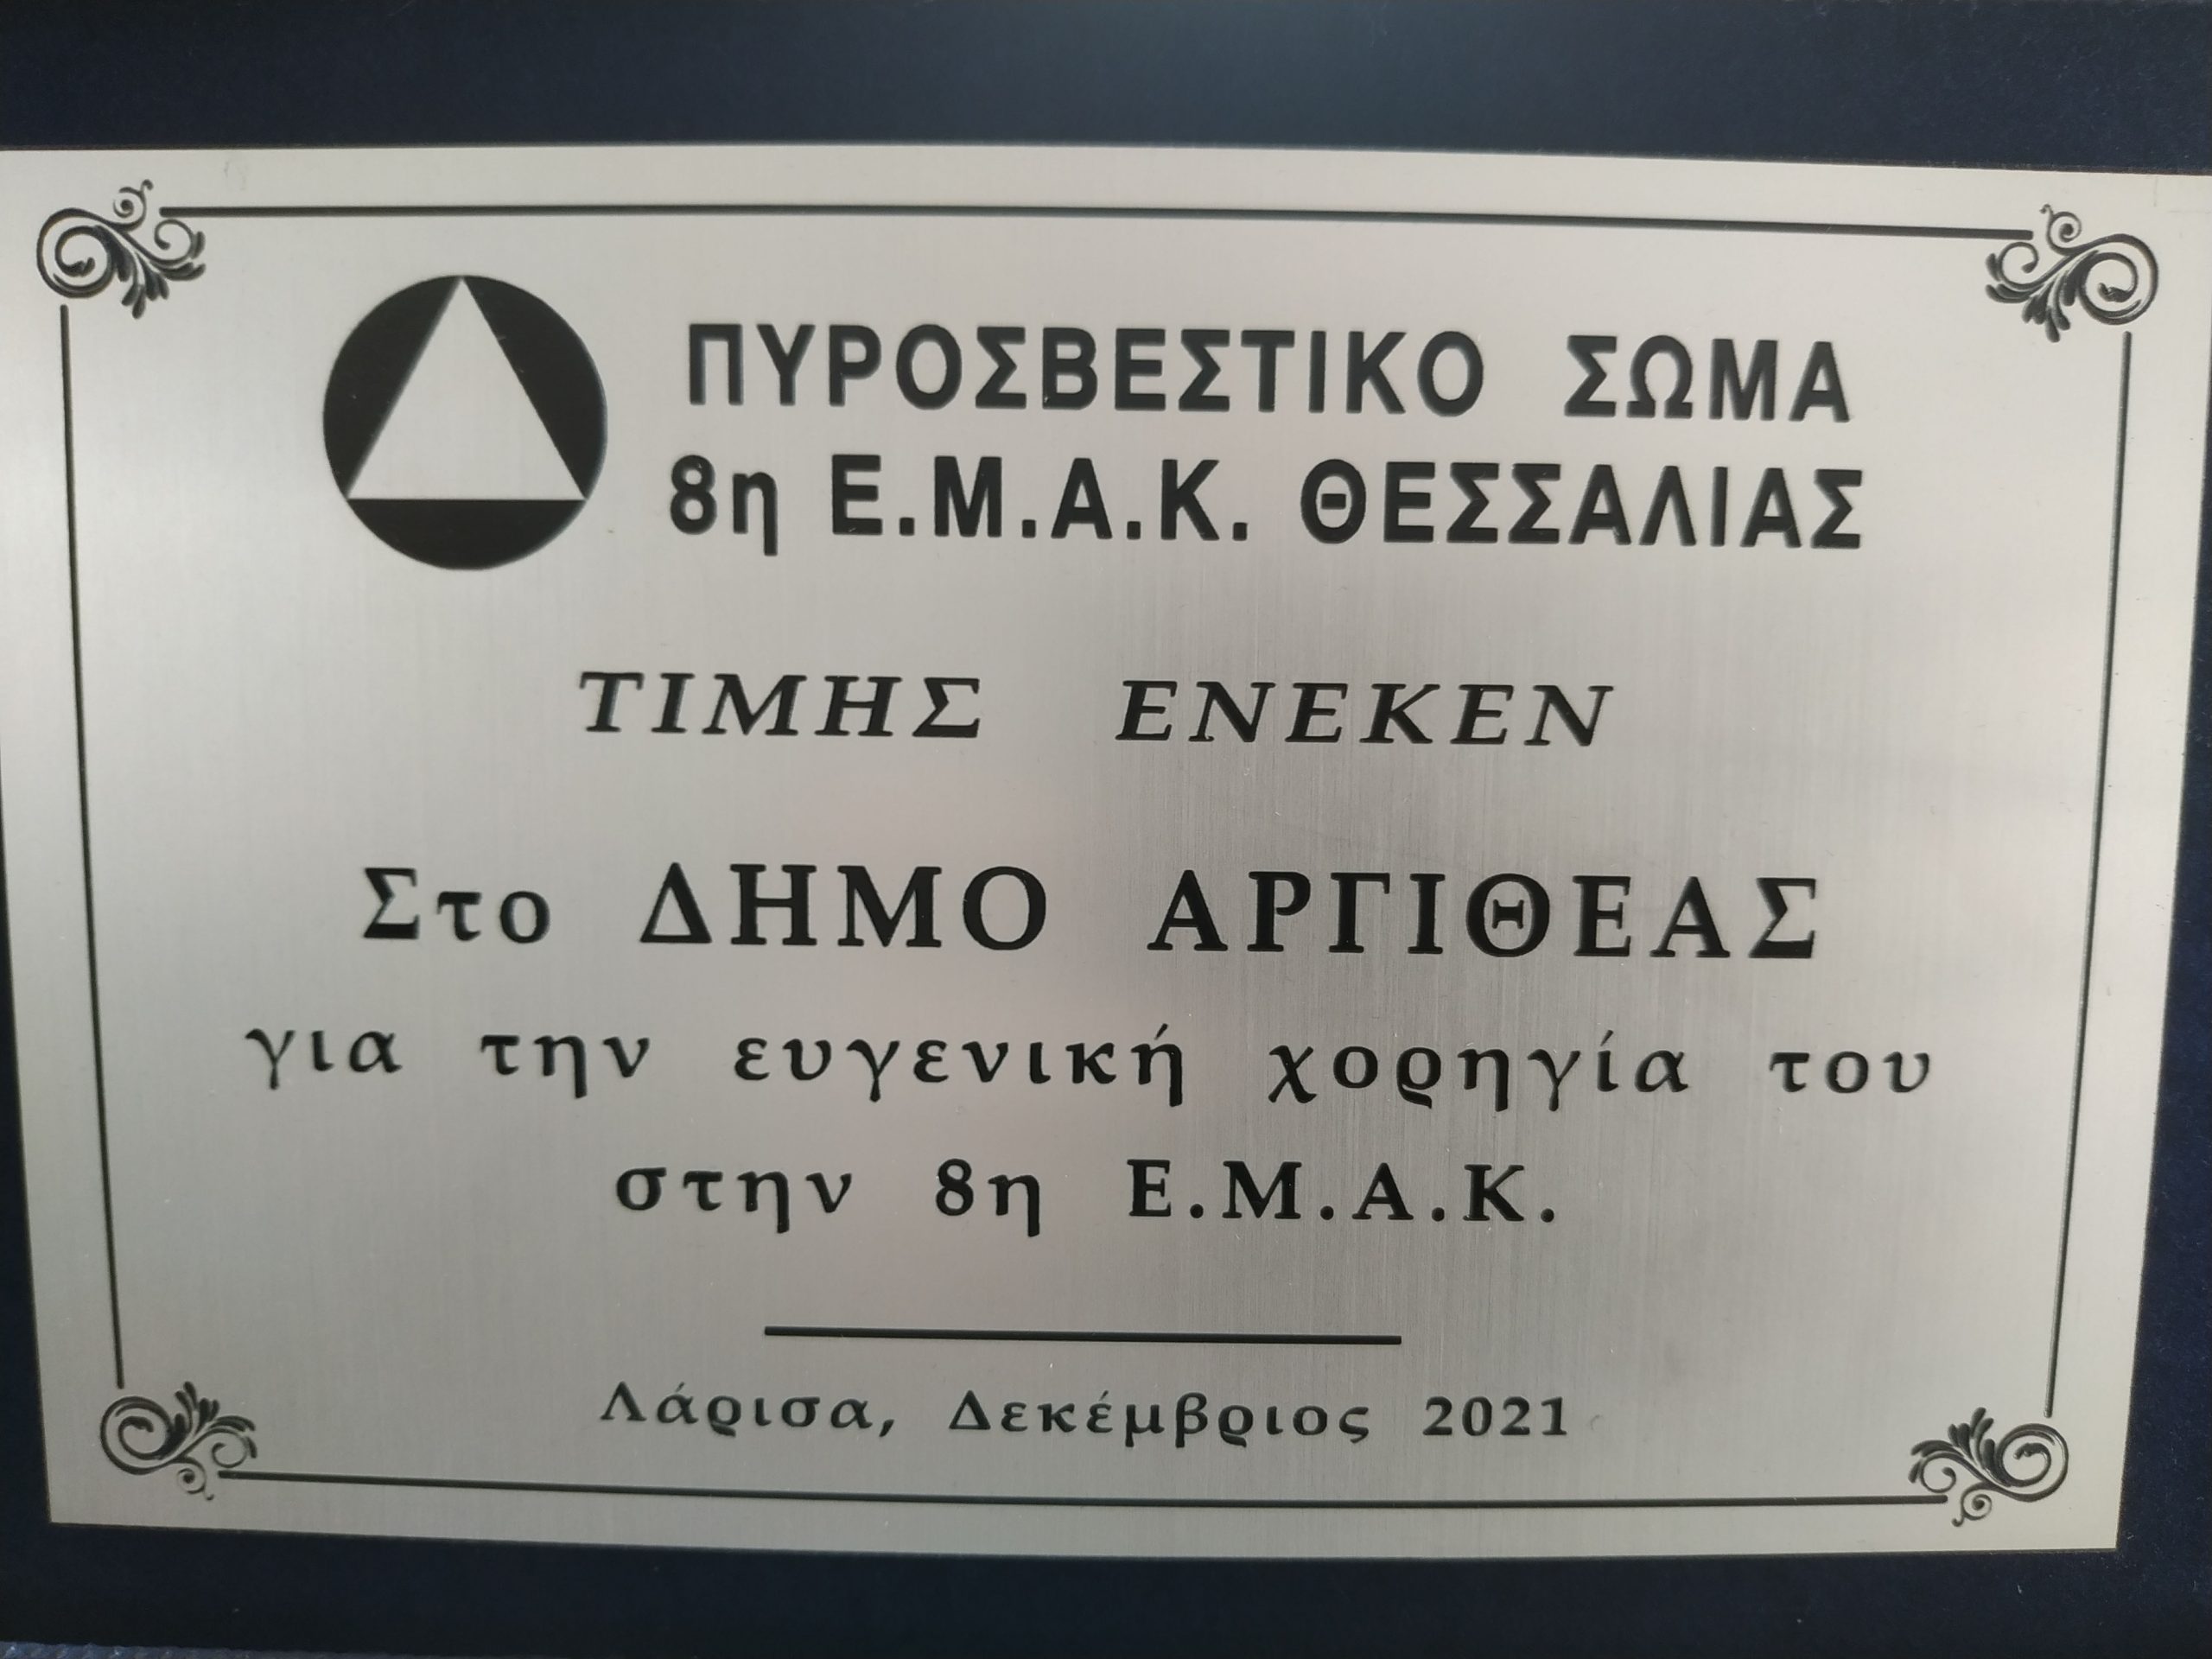 ΠΥΡΟΣΒΕΣΤΙΚΟ ΣΩΜΑ
8η Ε.Μ.Α.Κ. ΘΕΣΣΑΛΙΑΣ
ΤΙΜΗΣ ΕΝΕΚΕΝ
Στο ΔΗΜΟ ΑΡΓΙΘΕΑΣ
για την ευγενική χορηγία του
στην 8η Ε.Μ.Α.Κ.
Λάρισα, Δεκέμβριος 2021